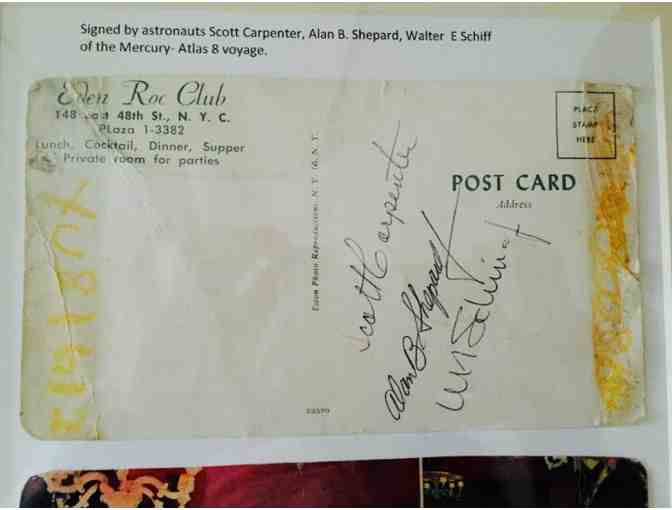 Signed by astronauts Scott Carpenter, Alan B. Shepard, Walter E Schiff
of the Mercury- Atlas 8 voyage.
Eden Roc Club
148 East 48th St., N. Y. C.
PLaza 1-3382
Lunch, Cocktail, Dinner, Supper
Private room for parties
PLACE
STAMP
HERE
POST CARD
Address
Scott Carpenter
Alan B. Shepard